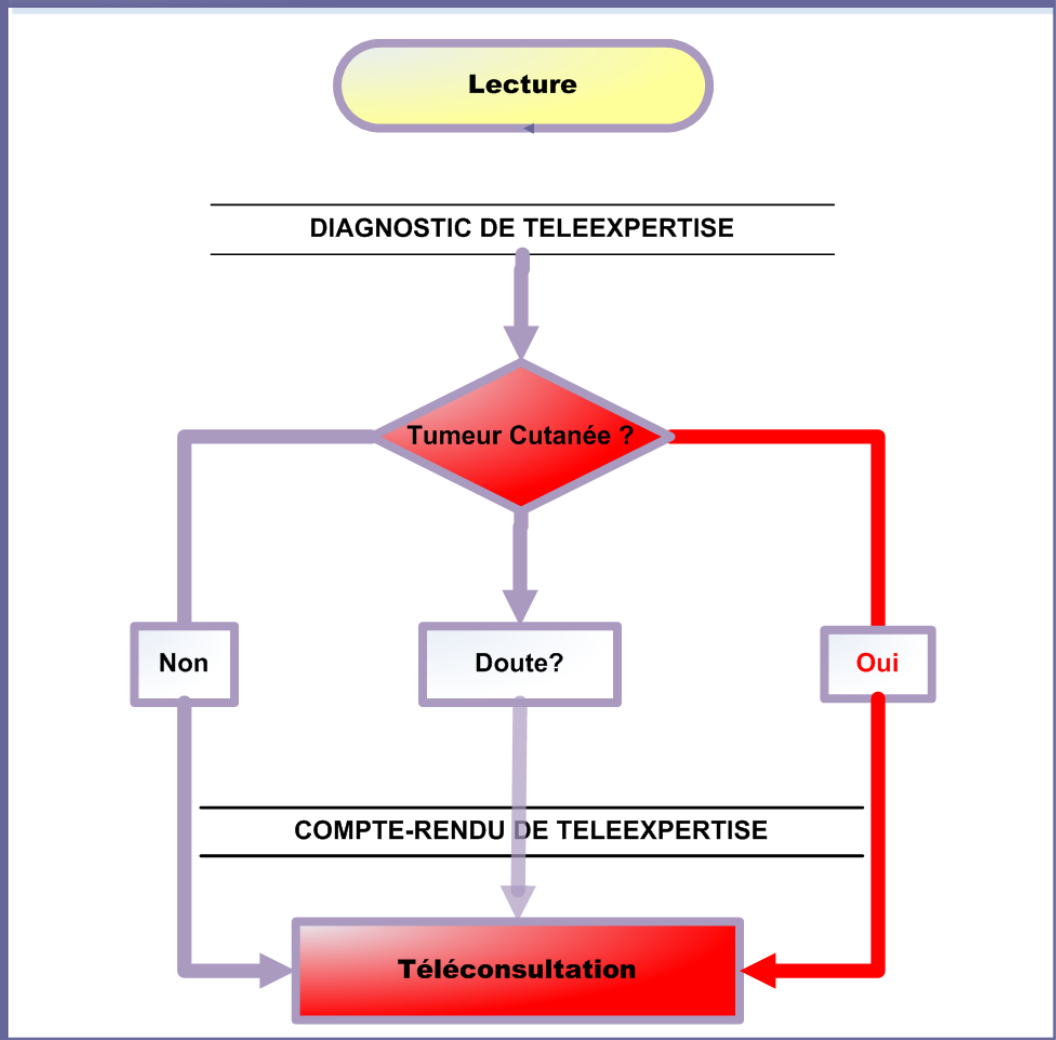 Lecture
DIAGNOSTIC DE TELEEXPERTISE
Tumeur Cutanée ?
Non
Doute?
Oui
COMPTE-RENDU DE TELEEXPERTISE
Téléconsultation